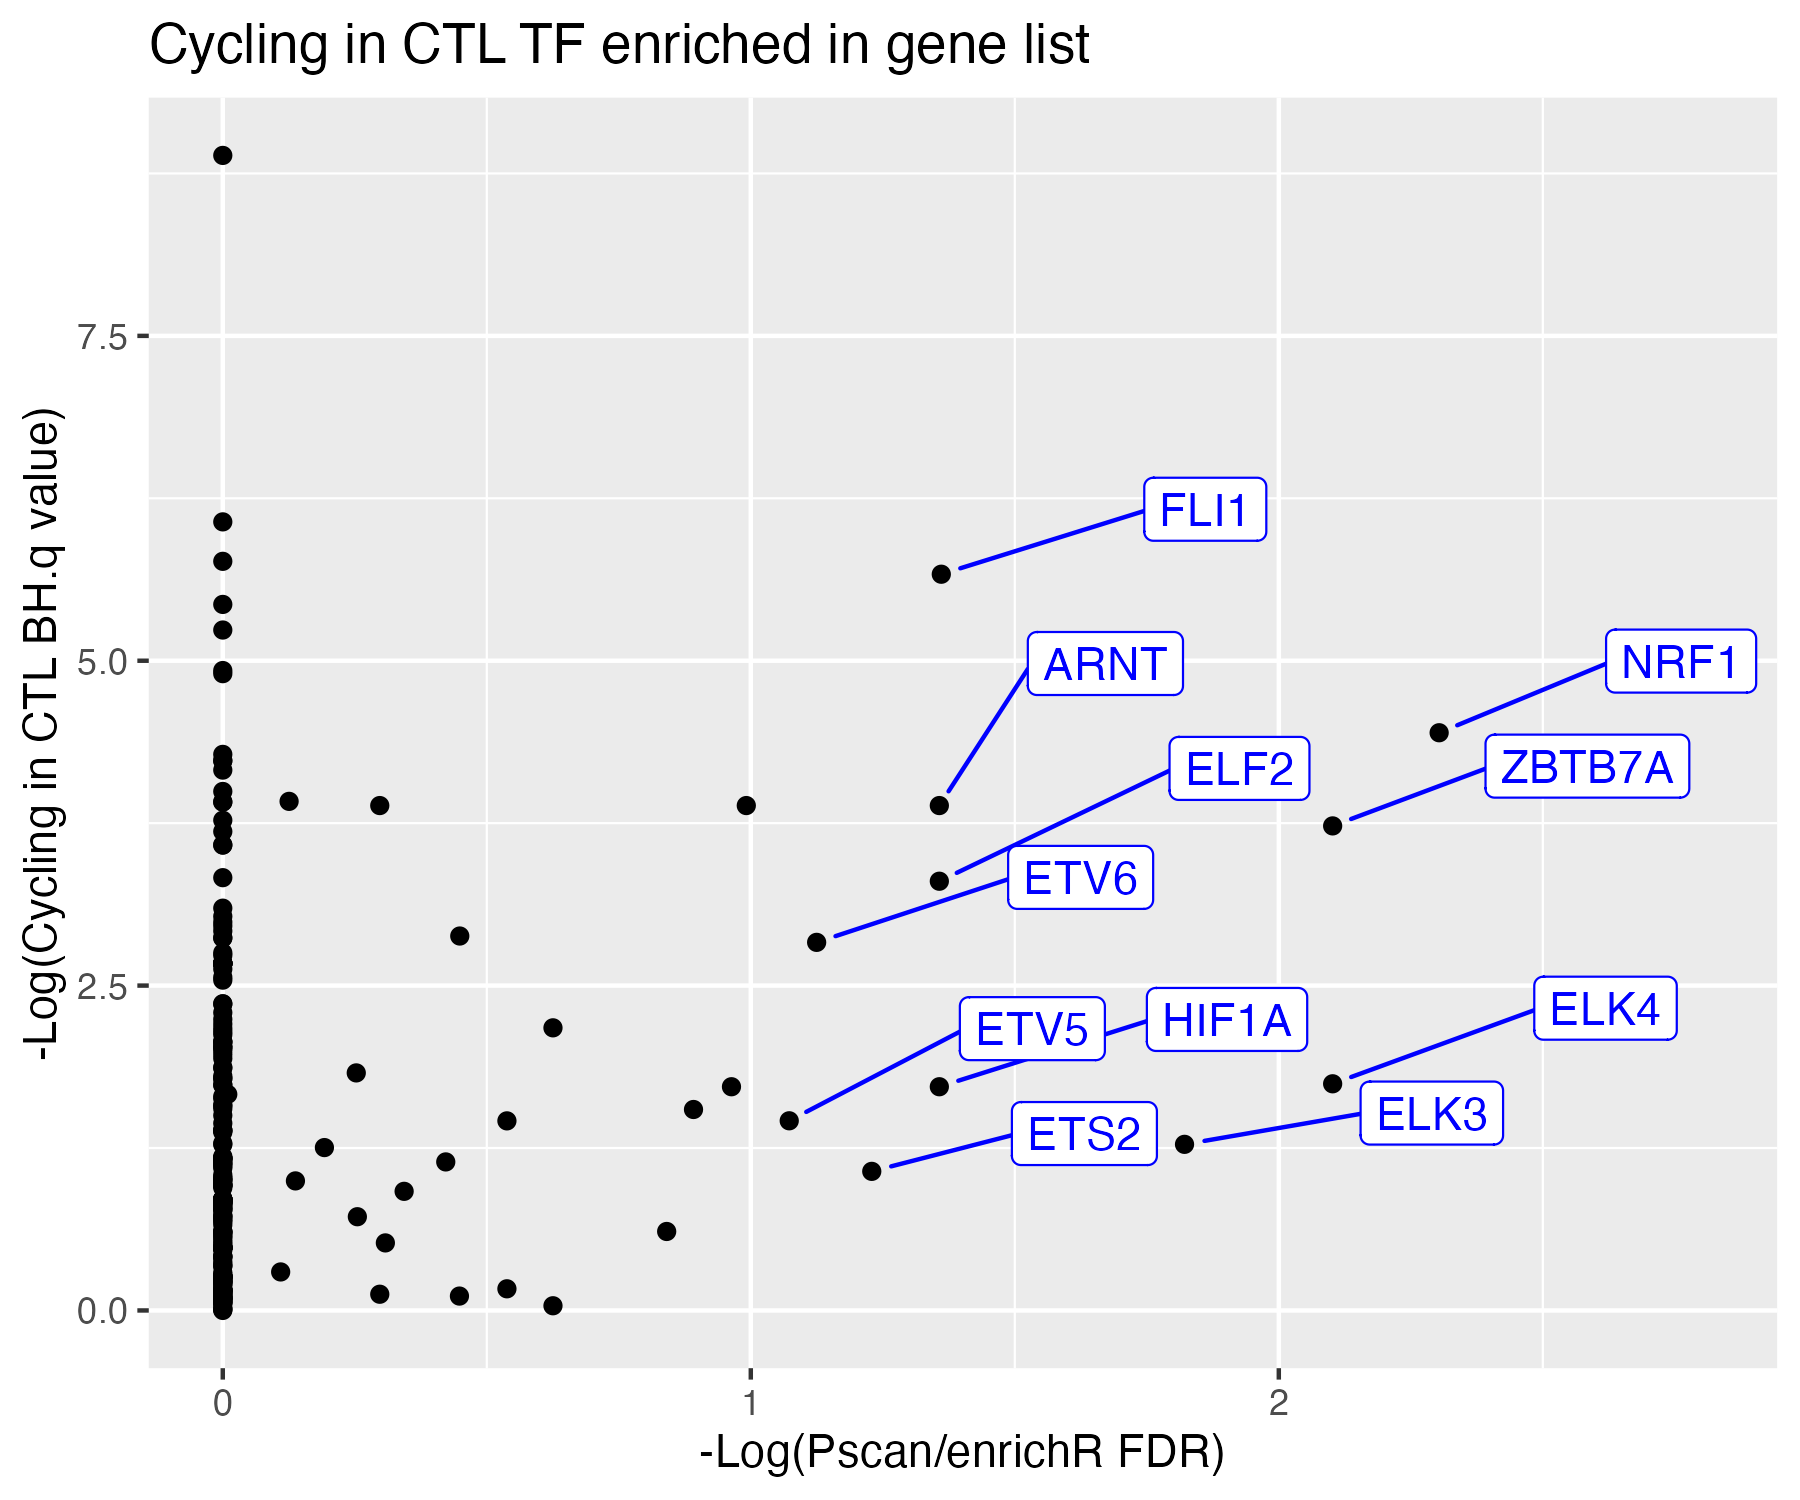 Cycling in CTL TF enriched in gene list
-Log(Cycling in CTL BH.q value)
7.5
5.0
2.5
0.0
FLI1
ARNT
NRF1
ELF2
ZBTB7A
ETV6
ETV5
HIF1A
ELK4
ETS2
ELK3
0
1
2
-Log(Pscan/enrichR FDR)